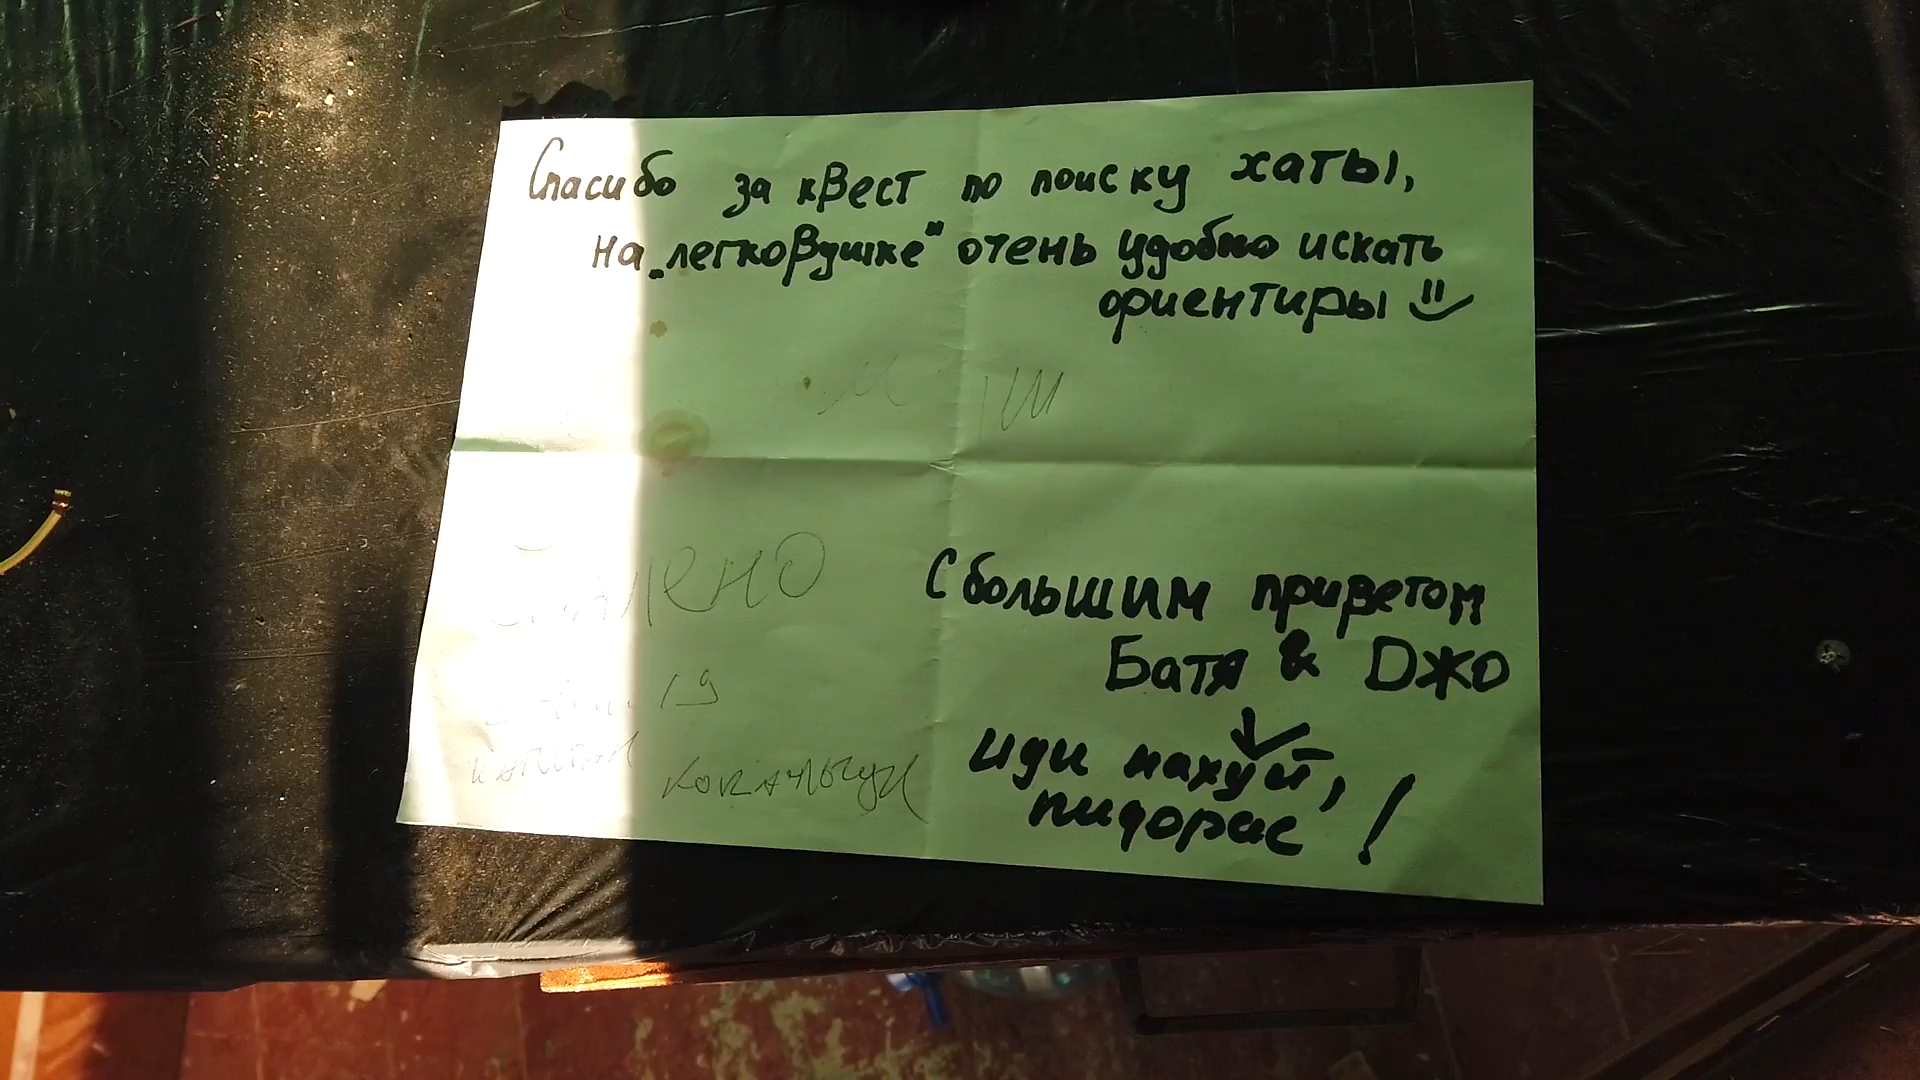 Спасибо за квест по поиску хаты,
на „легковушке" очень удобно искать
ориентиры
С большим приветом
Батя & Джо
иди нахуй,
пидорас !